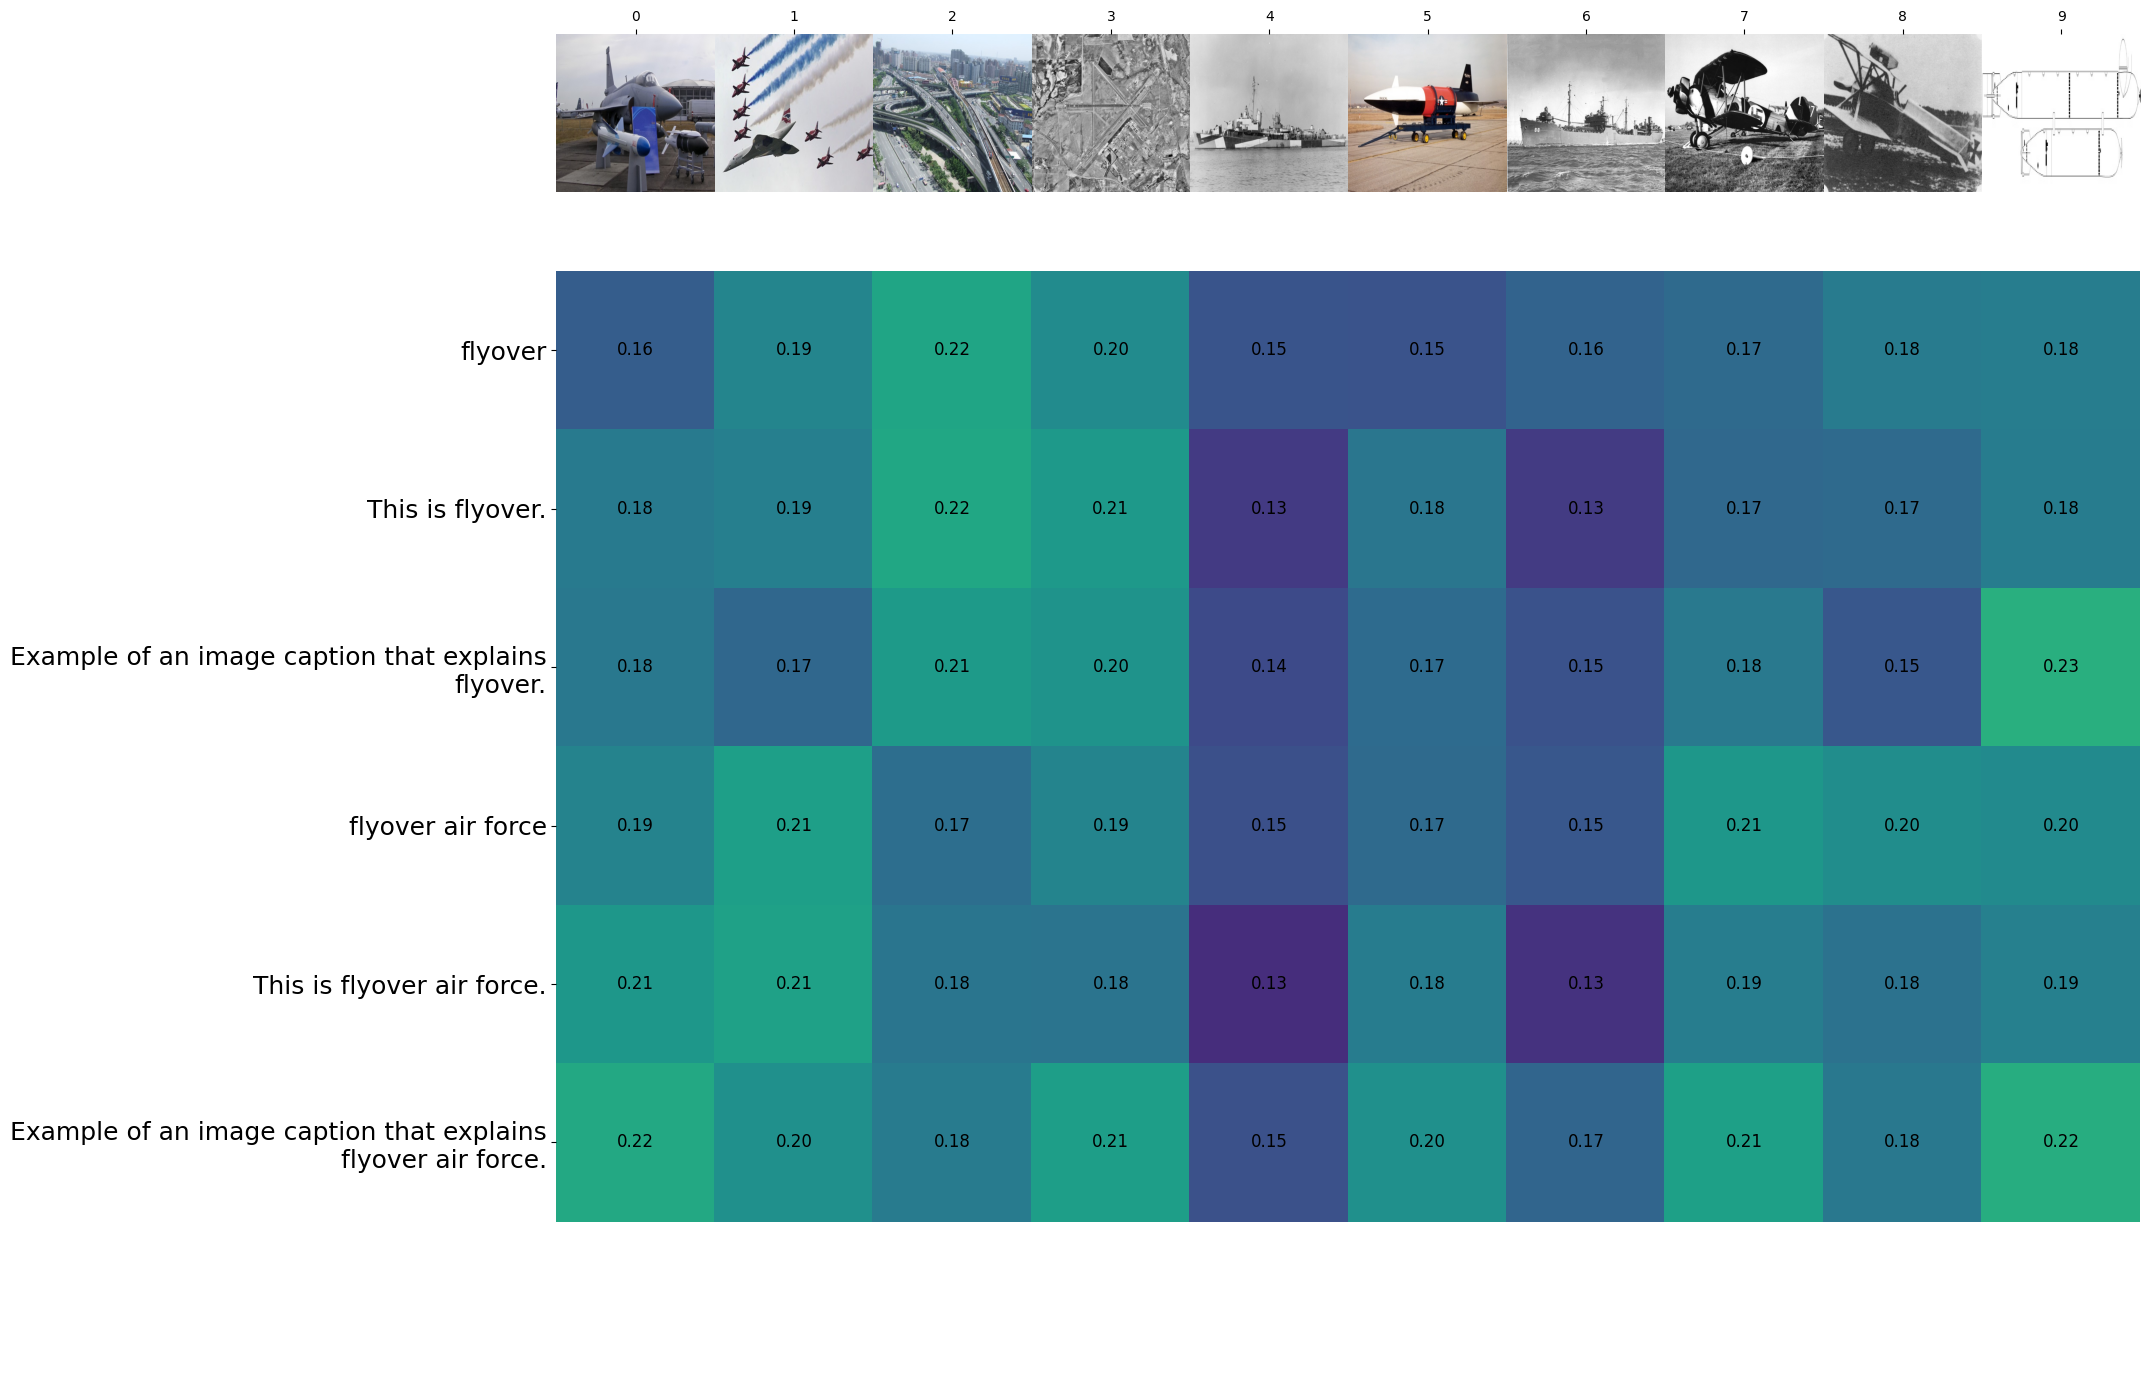 0 1 2 3 4 5 6 7 8 9
flyover 0.16 0.19 0.22 0.20 0.15 0.15 0.16 0.17 0.18 0.18
This is flyover. 0.18 0.19 0.22 0.21 0.13 0.18 0.13 0.17 0.17 0.18
Example of an image caption that explains
flyover. 0.18 0.17 0.21 0.20 0.14 0.17 0.15 0.18 0.15 0.23
flyover air force 0.19 0.21 0.17 0.19 0.15 0.17 0.15 0.21 0.20 0.20
This is flyover air force. 0.21 0.21 0.18 0.18 0.13 0.18 0.13 0.19 0.18 0.19
Example of an image caption that explains
flyover air force. 0.22 0.20 0.18 0.21 0.15 0.20 0.17 0.21 0.18 0.22